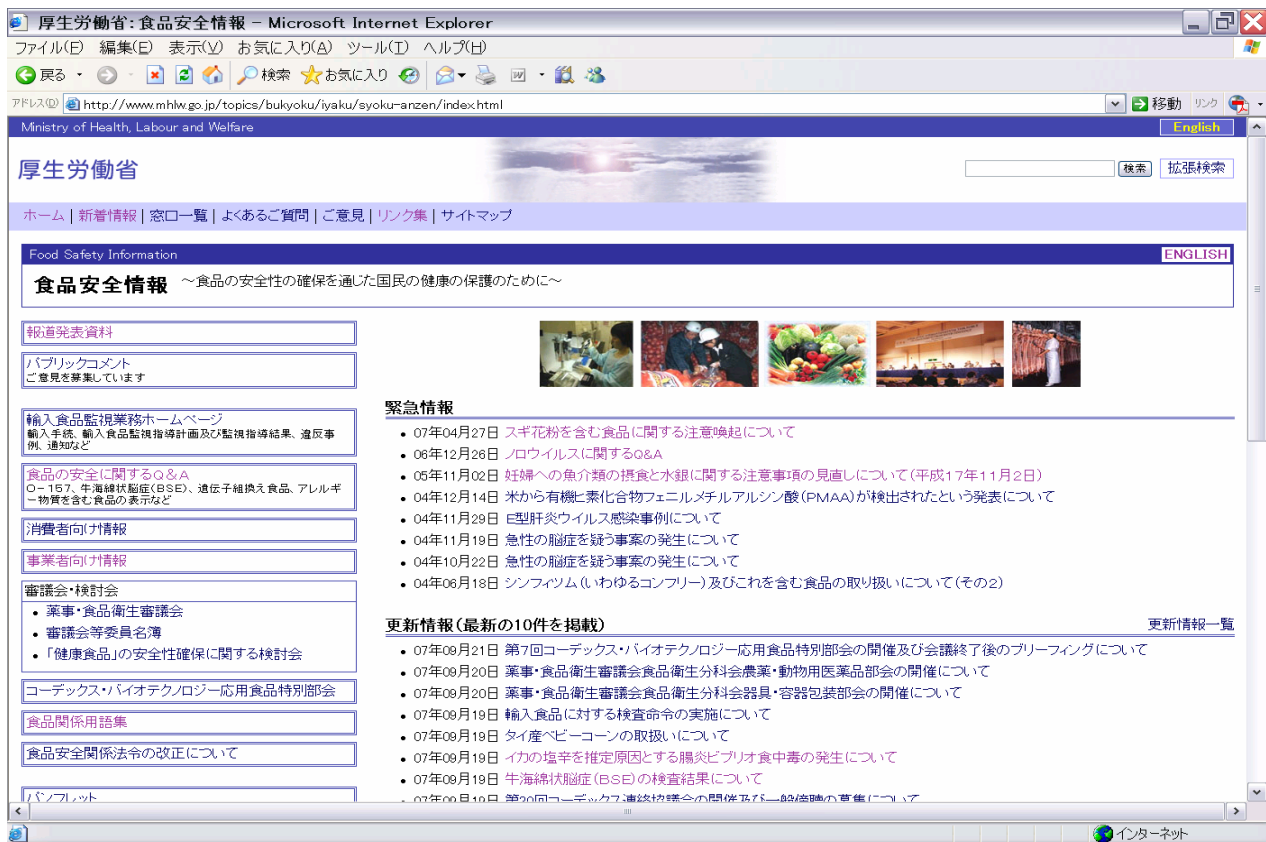 厚生労働省：食品安全情報 - Microsoft Internet Explorer
ファイル(F) 編集(E) 表示(V) お気に入り(A) ツール(T) ヘルプ(H)
戻る 検索 お気に入り
アドレス(D) http://www.mhlw.go.jp/topics/bukyoku/iyaku/syoku-anzen/index.html 移動 リンク
Ministry of Health, Labour and Welfare English
厚生労働省 検索 拡張検索
ホーム | 新着情報 | 窓口一覧 | よくあるご質問 | ご意見 | リンク集 | サイトマップ
Food Safety Information ENGLISH
食品安全情報 ～食品の安全性の確保を通じた国民の健康の保護のために～
報道発表資料
パブリックコメント
ご意見を募集しています
輸入食品監視業務ホームページ
輸入手続、輸入食品監視指導計画及び監視指導結果、違反事
例、通知など
食品の安全に関するＱ＆Ａ
Ｏ－１５７、牛海綿状脳症(BSE)、遺伝子組換え食品、アレルギ
ー物質を含む食品の表示など
消費者向け情報
事業者向け情報
審議会・検討会
• 薬事・食品衛生審議会
• 審議会等委員名簿
• 「健康食品」の安全性確保に関する検討会
コーデックス・バイオテクノロジー応用食品特別部会
食品関係用語集
食品安全関係法令の改正について
パンフレット
緊急情報
• 07年04月27日 スギ花粉を含む食品に関する注意喚起について
• 06年12月26日 ノロウイルスに関するQ&A
• 05年11月02日 妊婦への魚介類の摂食と水銀に関する注意事項の見直しについて(平成17年11月2日)
• 04年12月14日 米から有機ヒ素化合物フェニルメチルアルシン酸(PMAA)が検出されたという発表について
• 04年11月29日 E型肝炎ウイルス感染事例について
• 04年11月19日 急性の脳症を疑う事案の発生について
• 04年10月22日 急性の脳症を疑う事案の発生について
• 04年06月18日 シンフィツム(いわゆるコンフリー)及びこれを含む食品の取り扱いについて(その2)
更新情報(最新の10件を掲載) 更新情報一覧
• 07年09月21日 第7回コーデックス・バイオテクノロジー応用食品特別部会の開催及び会議終了後のブリーフィングについて
• 07年09月20日 薬事・食品衛生審議会食品衛生分科会農薬・動物用医薬品部会の開催について
• 07年09月20日 薬事・食品衛生審議会食品衛生分科会器具・容器包装部会の開催について
• 07年09月19日 輸入食品に対する検査命令の実施について
• 07年09月19日 タイ産ベビーコーンの取扱いについて
• 07年09月19日 イカの塩辛を推定原因とする腸炎ビブリオ食中毒の発生について
• 07年09月19日 牛海綿状脳症(BSE)の検査結果について
• 07年09月19日 第20回コーデックス連絡協議会の開催及び一般傍聴の募集について
インターネット